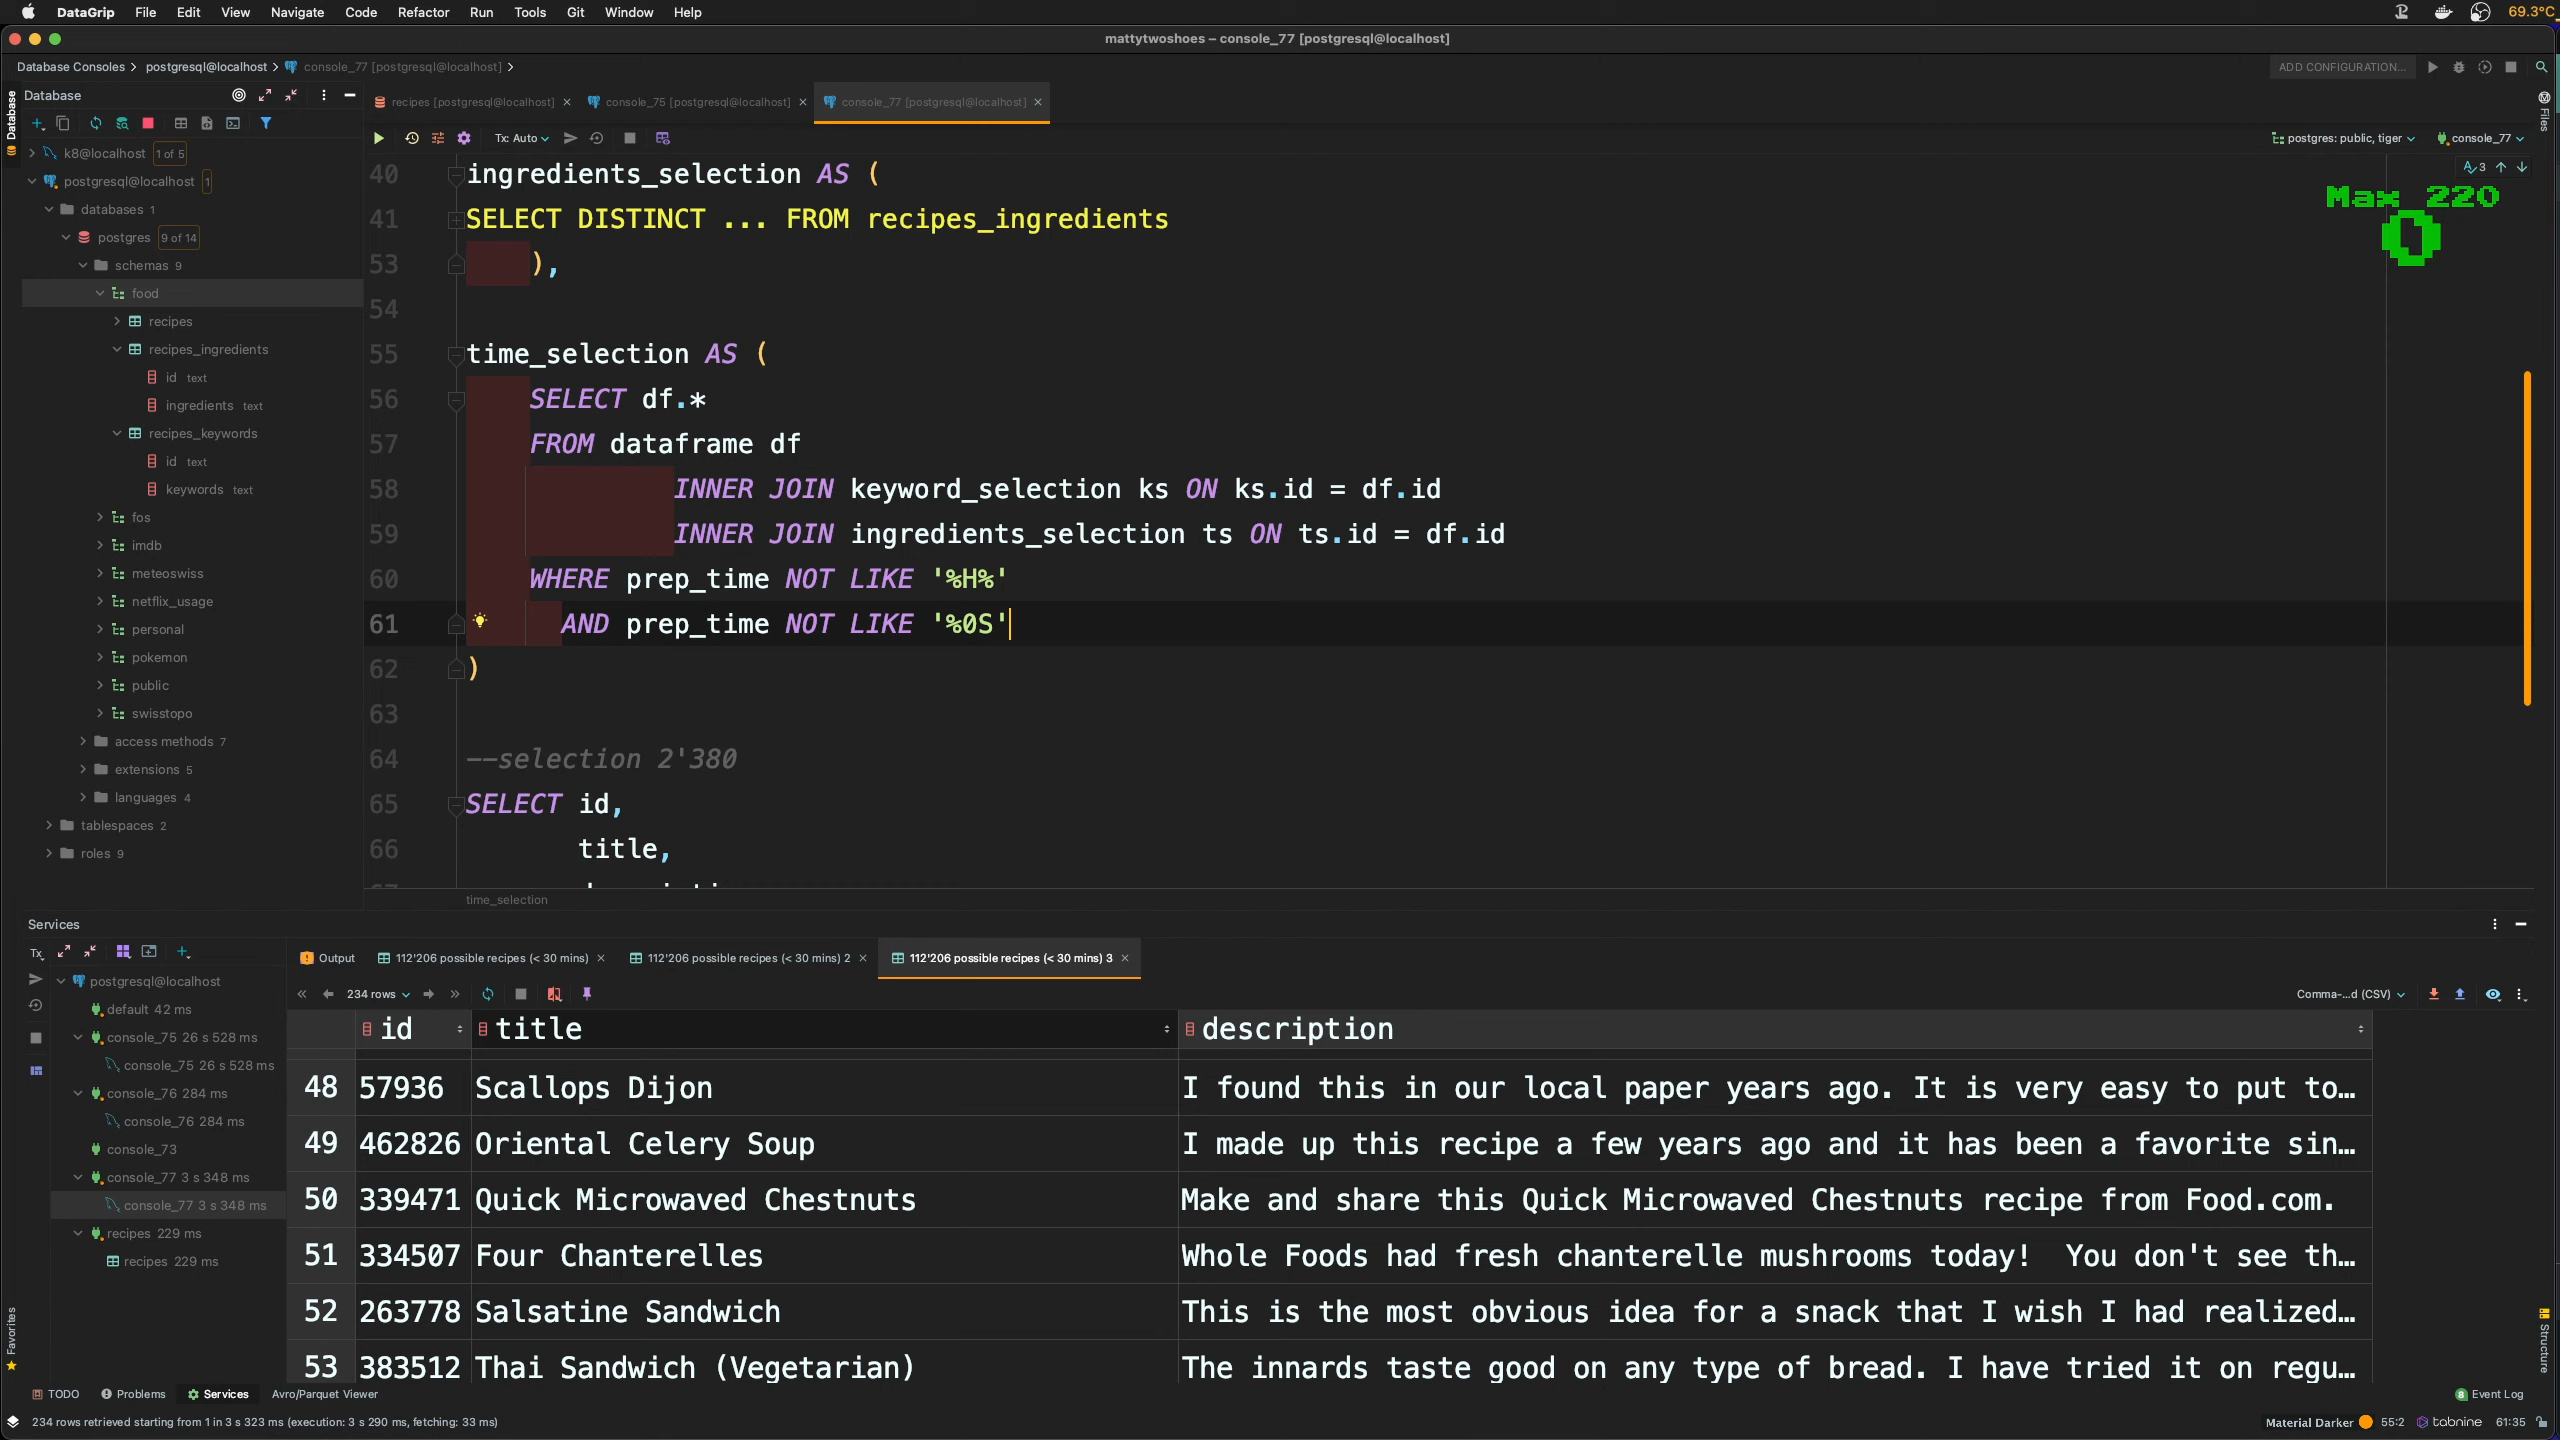 DataGrip File Edit View Navigate Code Refactor Run Tools Git Window Help
69.3°C
mattytwoshoes – console_77 [postgresql@localhost]
Database Consoles postgresql@localhost console_77 [postgresql@localhost]
ADD CONFIGURATION...
Database
Database
Files
recipes [postgresql@localhost]
console_75 [postgresql@localhost]
console_77 [postgresql@localhost]
Tx: Auto
postgres: public, tiger
console_77
3
Max 220
0
k8@localhost 1 of 5
postgresql@localhost 1
databases 1
postgres 9 of 14
schemas 9
food
recipes
recipes_ingredients
id text
ingredients text
recipes_keywords
id text
keywords text
fos
imdb
meteoswiss
netflix_usage
personal
pokemon
public
swisstopo
access methods 7
extensions 5
languages 4
tablespaces 2
roles 9
40 ingredients_selection AS (
41 SELECT DISTINCT ... FROM recipes_ingredients
53 ),
54
55 time_selection AS (
56 SELECT df.*
57 FROM dataframe df
58 INNER JOIN keyword_selection ks ON ks.id = df.id
59 INNER JOIN ingredients_selection ts ON ts.id = df.id
60 WHERE prep_time NOT LIKE '%H%'
61 AND prep_time NOT LIKE '%0S'
62 )
63
64 --selection 2'380
65 SELECT id,
66 title,
time_selection
Services
Tx
postgresql@localhost
default 42 ms
console_75 26 s 528 ms
console_75 26 s 528 ms
console_76 284 ms
console_76 284 ms
console_73
console_77 3 s 348 ms
console_77 3 s 348 ms
recipes 229 ms
recipes 229 ms
Output
112'206 possible recipes (< 30 mins)
112'206 possible recipes (< 30 mins) 2
112'206 possible recipes (< 30 mins) 3
234 rows
Comma-...d (CSV)
id title description
48 57936 Scallops Dijon I found this in our local paper years ago. It is very easy to put to…
49 462826 Oriental Celery Soup I made up this recipe a few years ago and it has been a favorite sin…
50 339471 Quick Microwaved Chestnuts Make and share this Quick Microwaved Chestnuts recipe from Food.com.
51 334507 Four Chanterelles Whole Foods had fresh chanterelle mushrooms today!  You don't see th…
52 263778 Salsatine Sandwich This is the most obvious idea for a snack that I wish I had realized…
53 383512 Thai Sandwich (Vegetarian) The innards taste good on any type of bread. I have tried it on regu…
Favorites
Structure
TODO Problems Services Avro/Parquet Viewer
8 Event Log
234 rows retrieved starting from 1 in 3 s 323 ms (execution: 3 s 290 ms, fetching: 33 ms)
Material Darker 55:2 tabnine 61:35